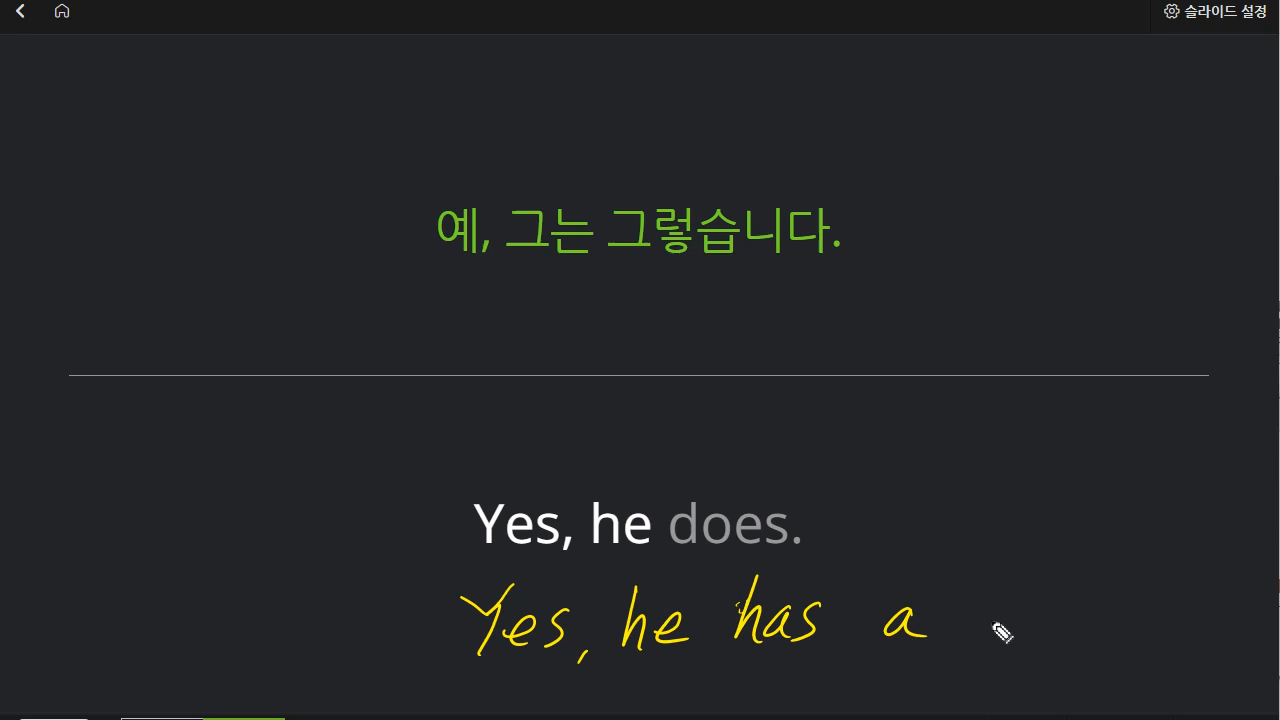 슬라이드 설정
예, 그는 그렇습니다.
Yes, he does.
Yes, he has a